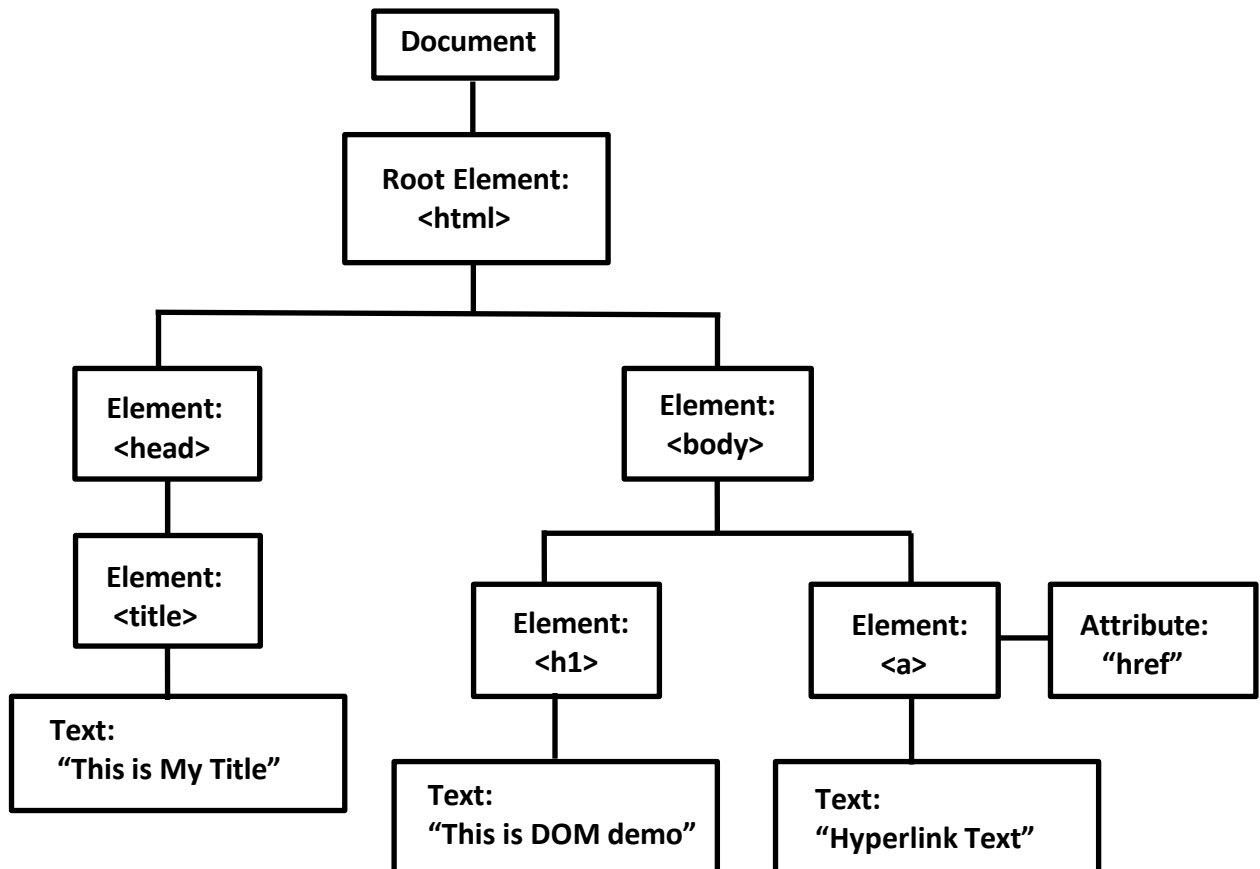 Document
Root Element:
<html>
Element:
<head>
Element:
<body>
Element:
<title>
Element:
<h1>
Element:
<a>
Attribute:
“href”
Text:
“This is My Title”
Text:
“This is DOM demo”
Text:
“Hyperlink Text”